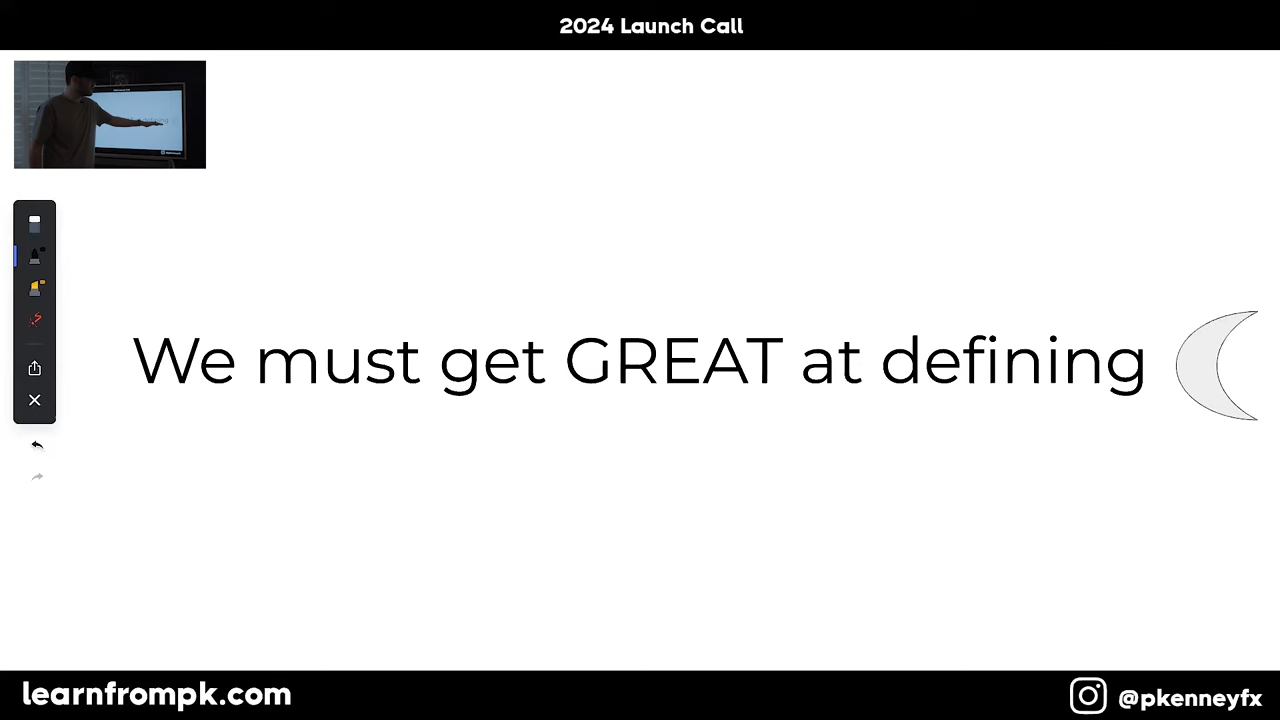 2024 Launch Call
We must get GREAT at defining
learnfrompk.com
@pkenneyfx